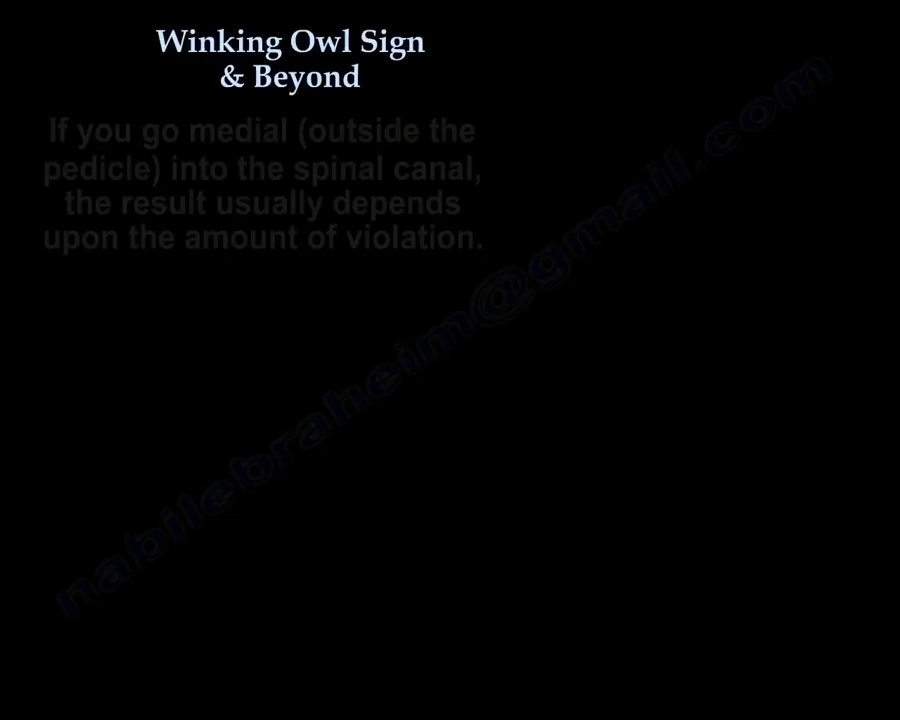 Winking Owl Sign
& Beyond
If you go medial (outside the
pedicle) into the spinal canal,
the result usually depends
upon the amount of violation.
nabilebraheim@gmail.com